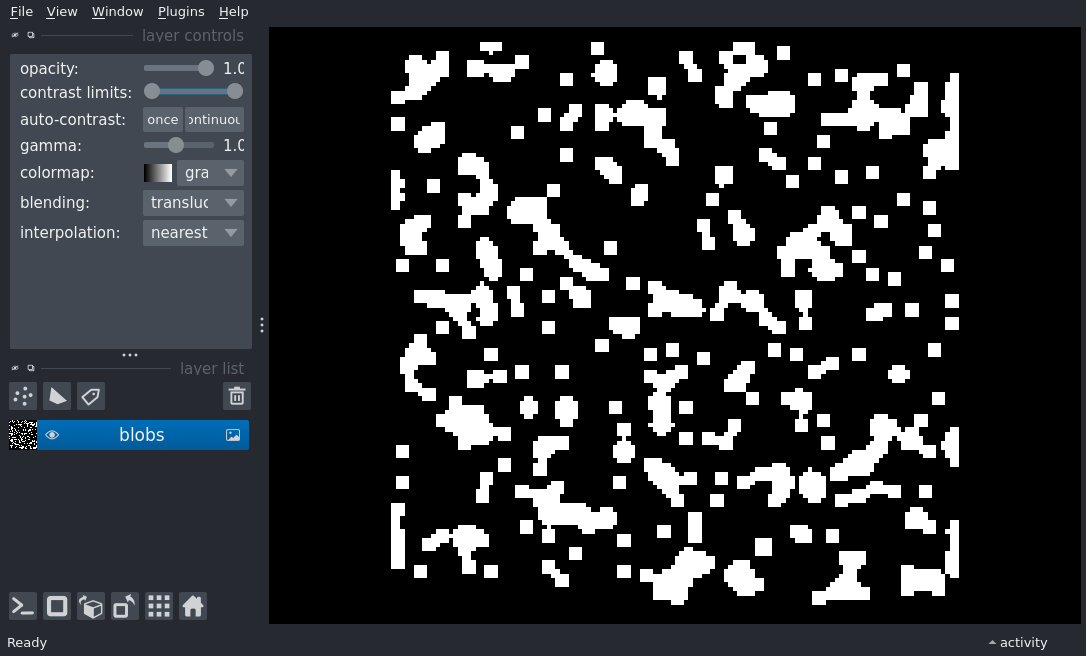 File View Window Plugins Help
layer controls
opacity: 1.0
contrast limits:
auto-contrast: once ontinuou
gamma: 1.0
colormap: gra
blending: transluc
interpolation: nearest
layer list
blobs
Ready activity